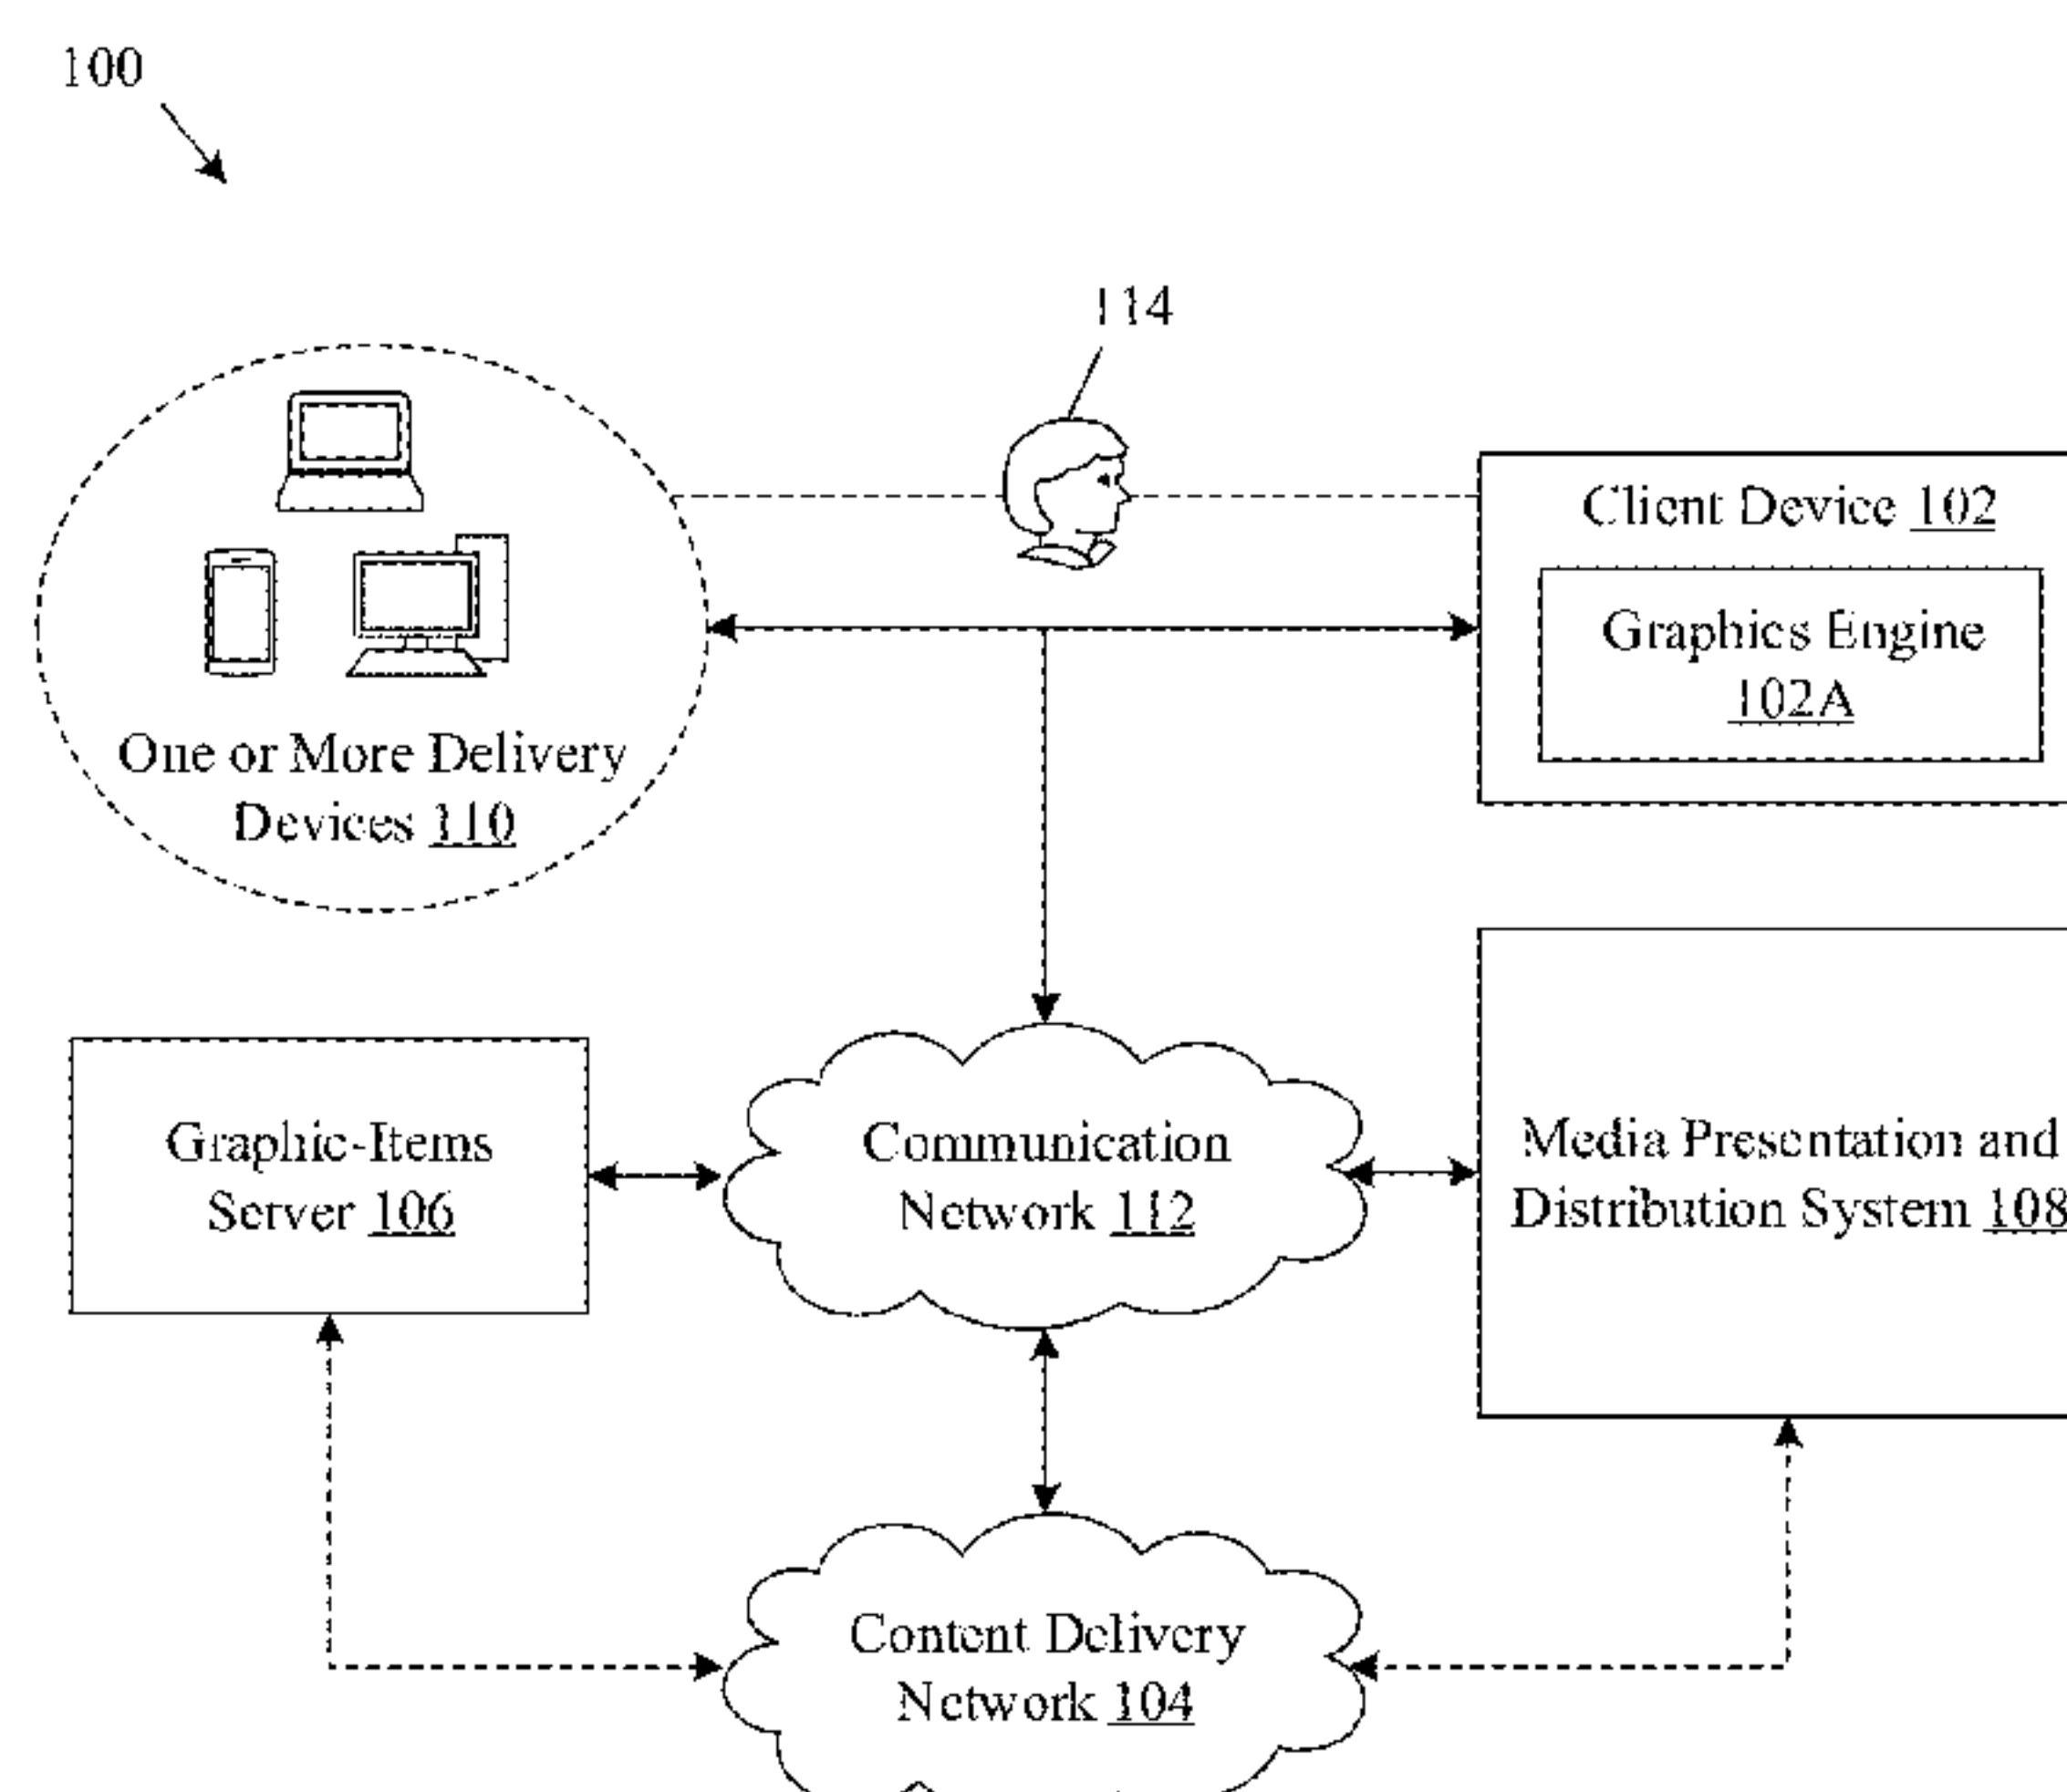 100
114
Client Device 102
Graphics Engine
102A
One or More Delivery
Devices 110
Graphic-Items
Server 106
Communication
Network 112
Media Presentation and
Distribution System 108
Content Delivery
Network 104